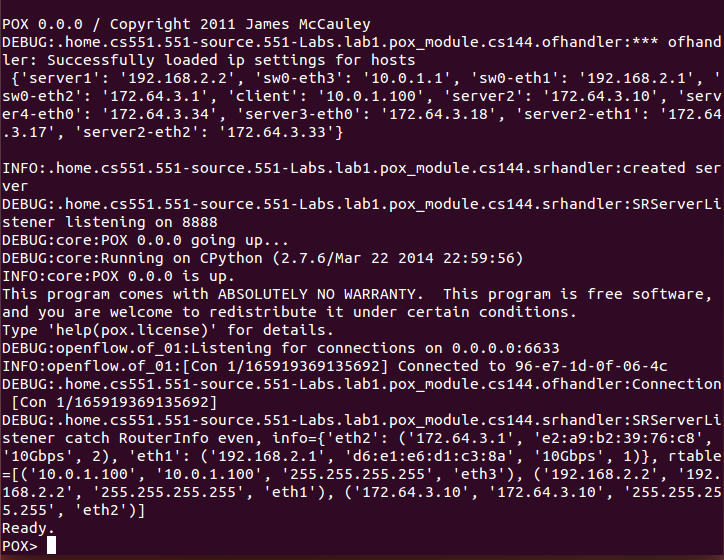 POX 0.0.0 / Copyright 2011 James McCauley
DEBUG:.home.cs551.551-source.551-Labs.lab1.pox_module.cs144.ofhandler:*** ofhand
ler: Successfully loaded ip settings for hosts
 {'server1': '192.168.2.2', 'sw0-eth3': '10.0.1.1', 'sw0-eth1': '192.168.2.1', '
sw0-eth2': '172.64.3.1', 'client': '10.0.1.100', 'server2': '172.64.3.10', 'serv
er4-eth0': '172.64.3.34', 'server3-eth0': '172.64.3.18', 'server2-eth1': '172.64
.3.17', 'server2-eth2': '172.64.3.33'}
INFO:.home.cs551.551-source.551-Labs.lab1.pox_module.cs144.srhandler:created ser
ver
DEBUG:.home.cs551.551-source.551-Labs.lab1.pox_module.cs144.srhandler:SRServerLi
stener listening on 8888
DEBUG:core:POX 0.0.0 going up...
DEBUG:core:Running on CPython (2.7.6/Mar 22 2014 22:59:56)
INFO:core:POX 0.0.0 is up.
This program comes with ABSOLUTELY NO WARRANTY.  This program is free software,
and you are welcome to redistribute it under certain conditions.
Type 'help(pox.license)' for details.
DEBUG:openflow.of_01:Listening for connections on 0.0.0.0:6633
INFO:openflow.of_01:[Con 1/165919369135692] Connected to 96-e7-1d-0f-06-4c
DEBUG:.home.cs551.551-source.551-Labs.lab1.pox_module.cs144.ofhandler:Connection
 [Con 1/165919369135692]
DEBUG:.home.cs551.551-source.551-Labs.lab1.pox_module.cs144.srhandler:SRServerLi
stener catch RouterInfo even, info={'eth2': ('172.64.3.1', 'e2:a9:b2:39:76:c8',
'10Gbps', 2), 'eth1': ('192.168.2.1', 'd6:e1:e6:d1:c3:8a', '10Gbps', 1)}, rtable
=[('10.0.1.100', '10.0.1.100', '255.255.255.255', 'eth3'), ('192.168.2.2', '192.
168.2.2', '255.255.255.255', 'eth1'), ('172.64.3.10', '172.64.3.10', '255.255.25
5.255', 'eth2')]
Ready.
POX>